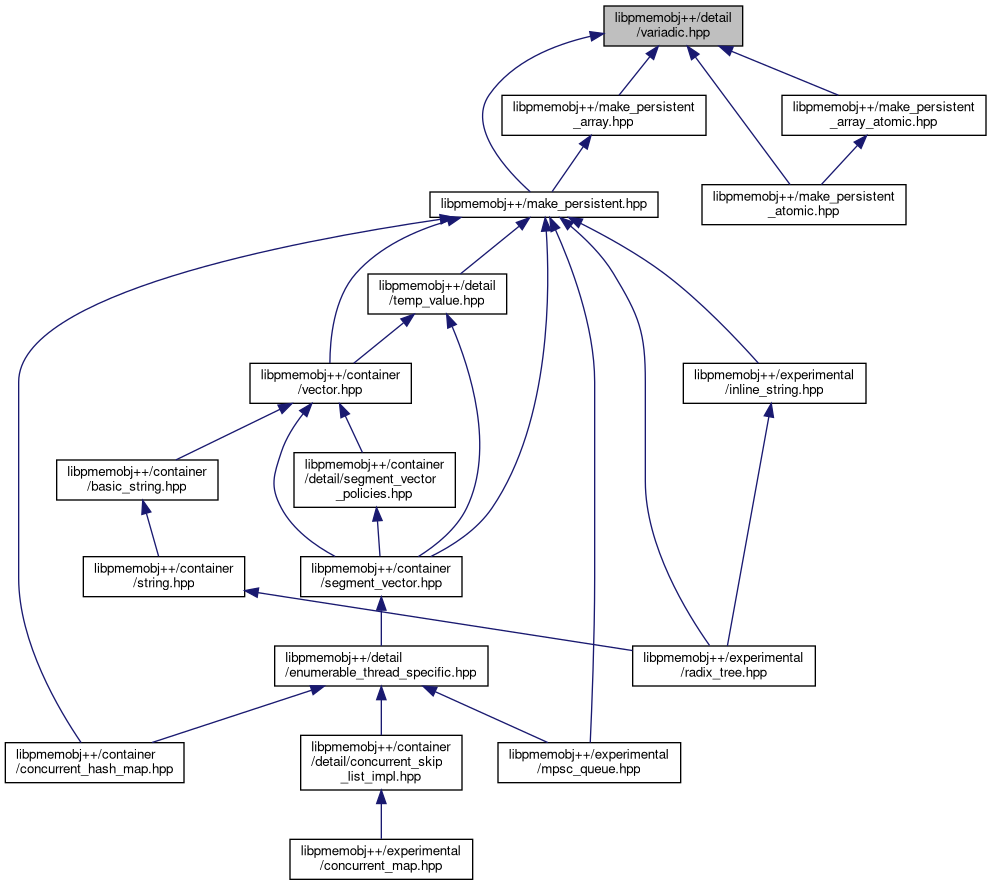 libpmemobj++/detail
/variadic.hpp
libpmemobj++/make_persistent
_array.hpp
libpmemobj++/make_persistent
_array_atomic.hpp
libpmemobj++/make_persistent.hpp
libpmemobj++/make_persistent
_atomic.hpp
libpmemobj++/detail
/temp_value.hpp
libpmemobj++/container
/vector.hpp
libpmemobj++/experimental
/inline_string.hpp
libpmemobj++/container
/basic_string.hpp
libpmemobj++/container
/detail/segment_vector
_policies.hpp
libpmemobj++/container
/string.hpp
libpmemobj++/container
/segment_vector.hpp
libpmemobj++/detail
/enumerable_thread_specific.hpp
libpmemobj++/experimental
/radix_tree.hpp
libpmemobj++/container
/concurrent_hash_map.hpp
libpmemobj++/container
/detail/concurrent_skip
_list_impl.hpp
libpmemobj++/experimental
/mpsc_queue.hpp
libpmemobj++/experimental
/concurrent_map.hpp